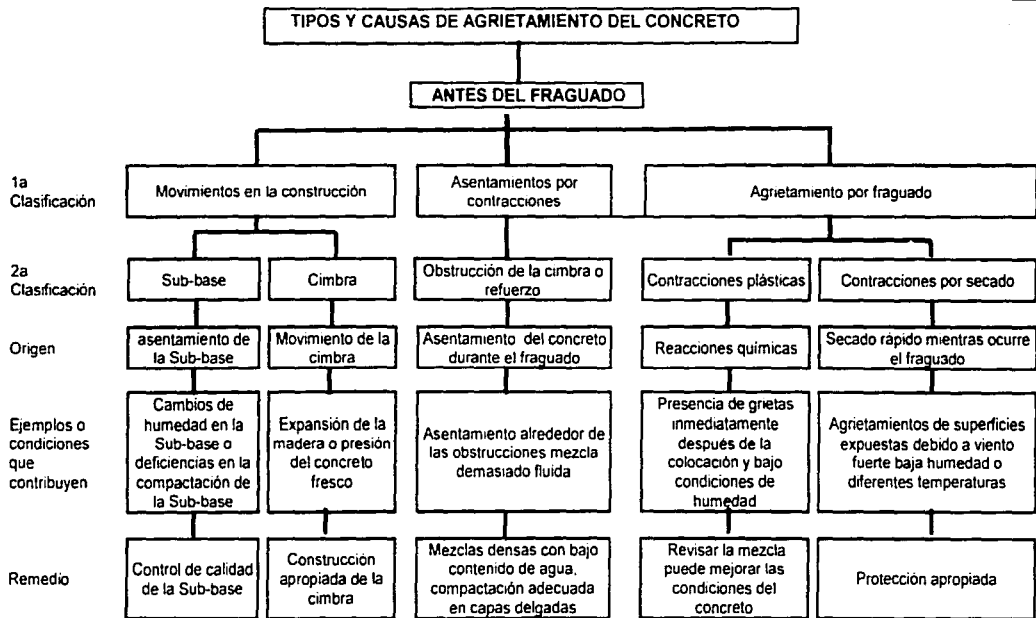 TIPOS Y CAUSAS DE AGRIETAMIENTO DEL CONCRETO
ANTES DEL FRAGUADO
1a
Clasificación
Movimientos en la construcción
Asentamientos por
contracciones
Agrietamiento por fraguado
2a
Clasificación
Sub-base
Cimbra
Obstrucción de la cimbra o
refuerzo
Contracciones plásticas
Contracciones por secado
Origen
asentamiento de
la Sub-base
Movimiento de la
cimbra
Asentamiento del concreto
durante el fraguado
Reacciones químicas
Secado rápido mientras ocurre
el fraguado
Ejemplos o
condiciones
que
contribuyen
Cambios de
humedad en la
Sub-base o
deficiencias en la
compactación de
la Sub-base
Expansión de la
madera o presión
del concreto
fresco
Asentamiento alrededor de
las obstrucciones mezcla
demasiado fluida
Presencia de grietas
inmediatamente
después de la
colocación y bajo
condiciones de
humedad
Agrietamientos de superficies
expuestas debido a viento
fuerte baja humedad o
diferentes temperaturas
Remedio
Control de calidad
de la Sub-base
Construcción
apropiada de la
cimbra
Mezclas densas con bajo
contenido de agua,
compactación adecuada
en capas delgadas
Revisar la mezcla
puede mejorar las
condiciones del
concreto
Protección apropiada